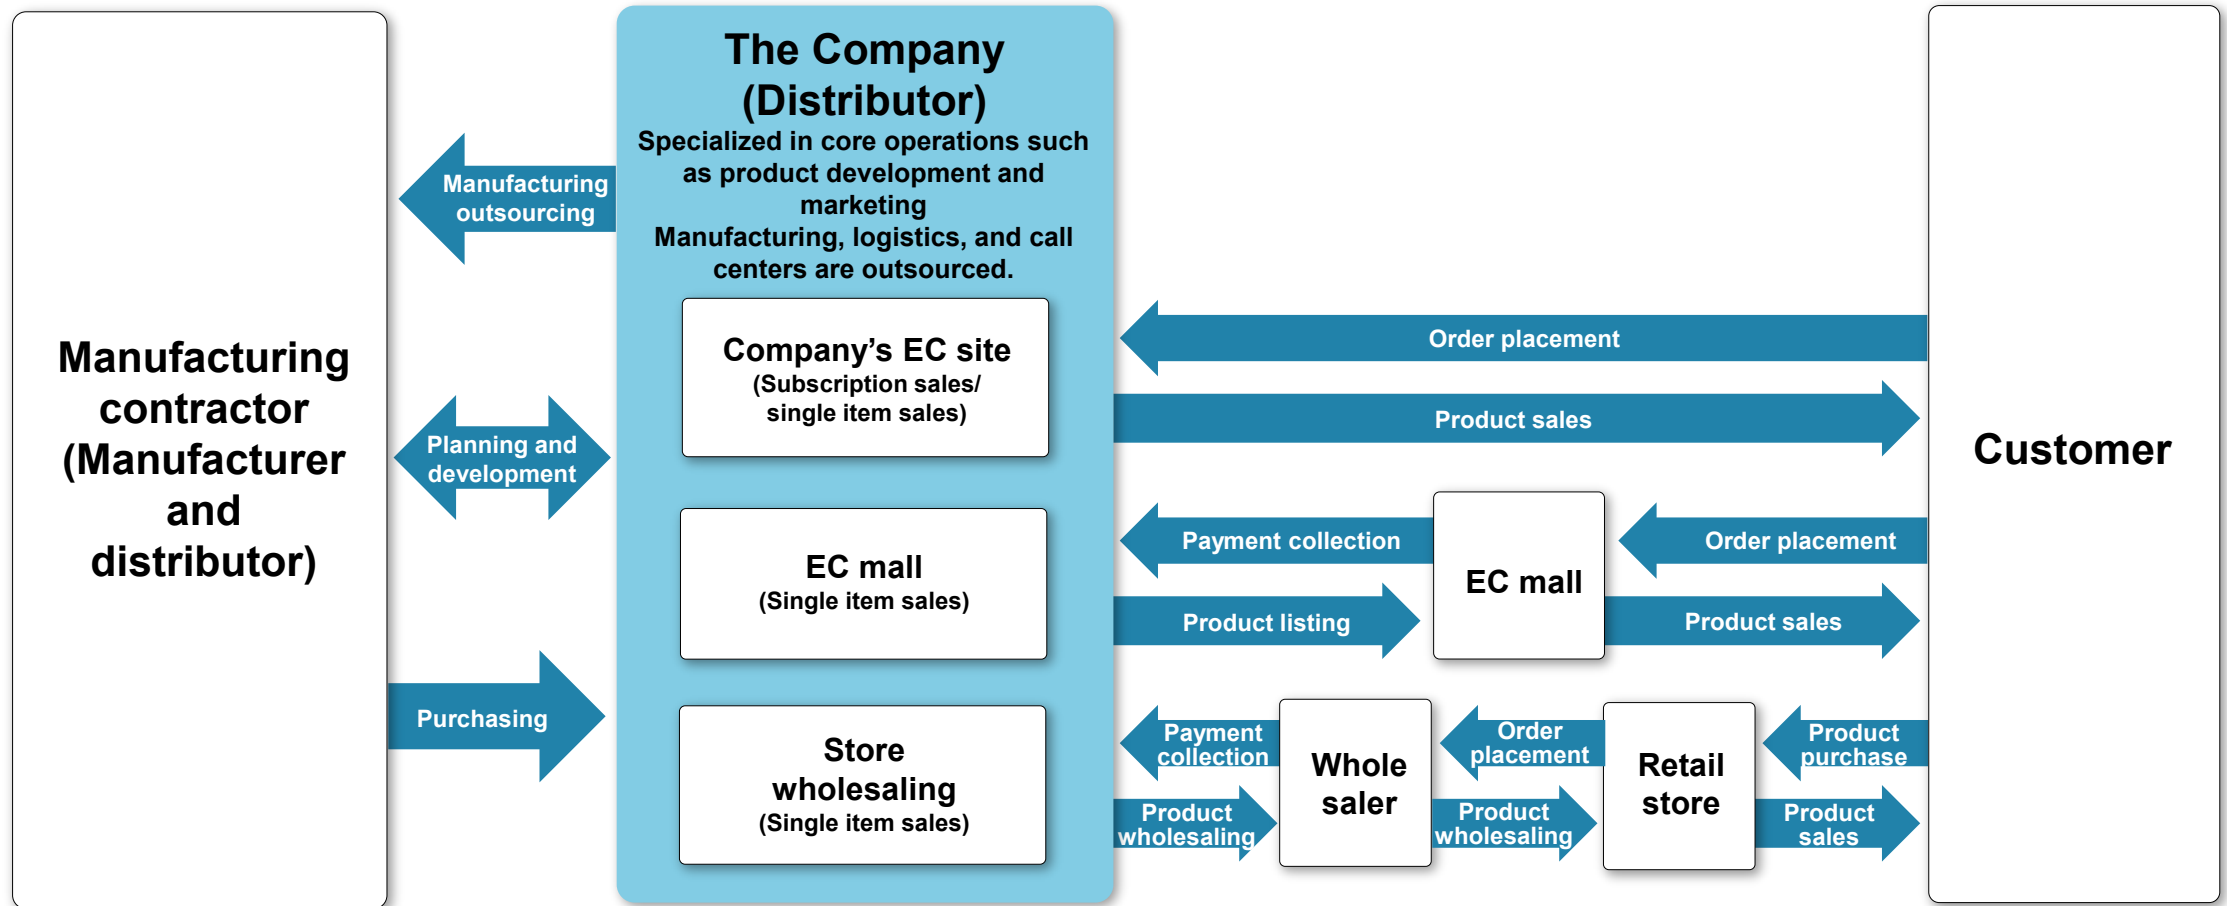 Manufacturing
contractor
(Manufacturer
and
distributor)
Manufacturing
outsourcing
Planning and
development
Purchasing
The Company
(Distributor)
Specialized in core operations such
as product development and
marketing
Manufacturing, logistics, and call
centers are outsourced.
Company’s EC site
(Subscription sales/
single item sales)
EC mall
(Single item sales)
Store
wholesaling
(Single item sales)
Order placement
Product sales
Payment collection
Product listing
EC mall
Order placement
Product sales
Payment
collection
Product
wholesaling
Whole
saler
Order
placement
Product
wholesaling
Retail
store
Product
purchase
Product
sales
Customer